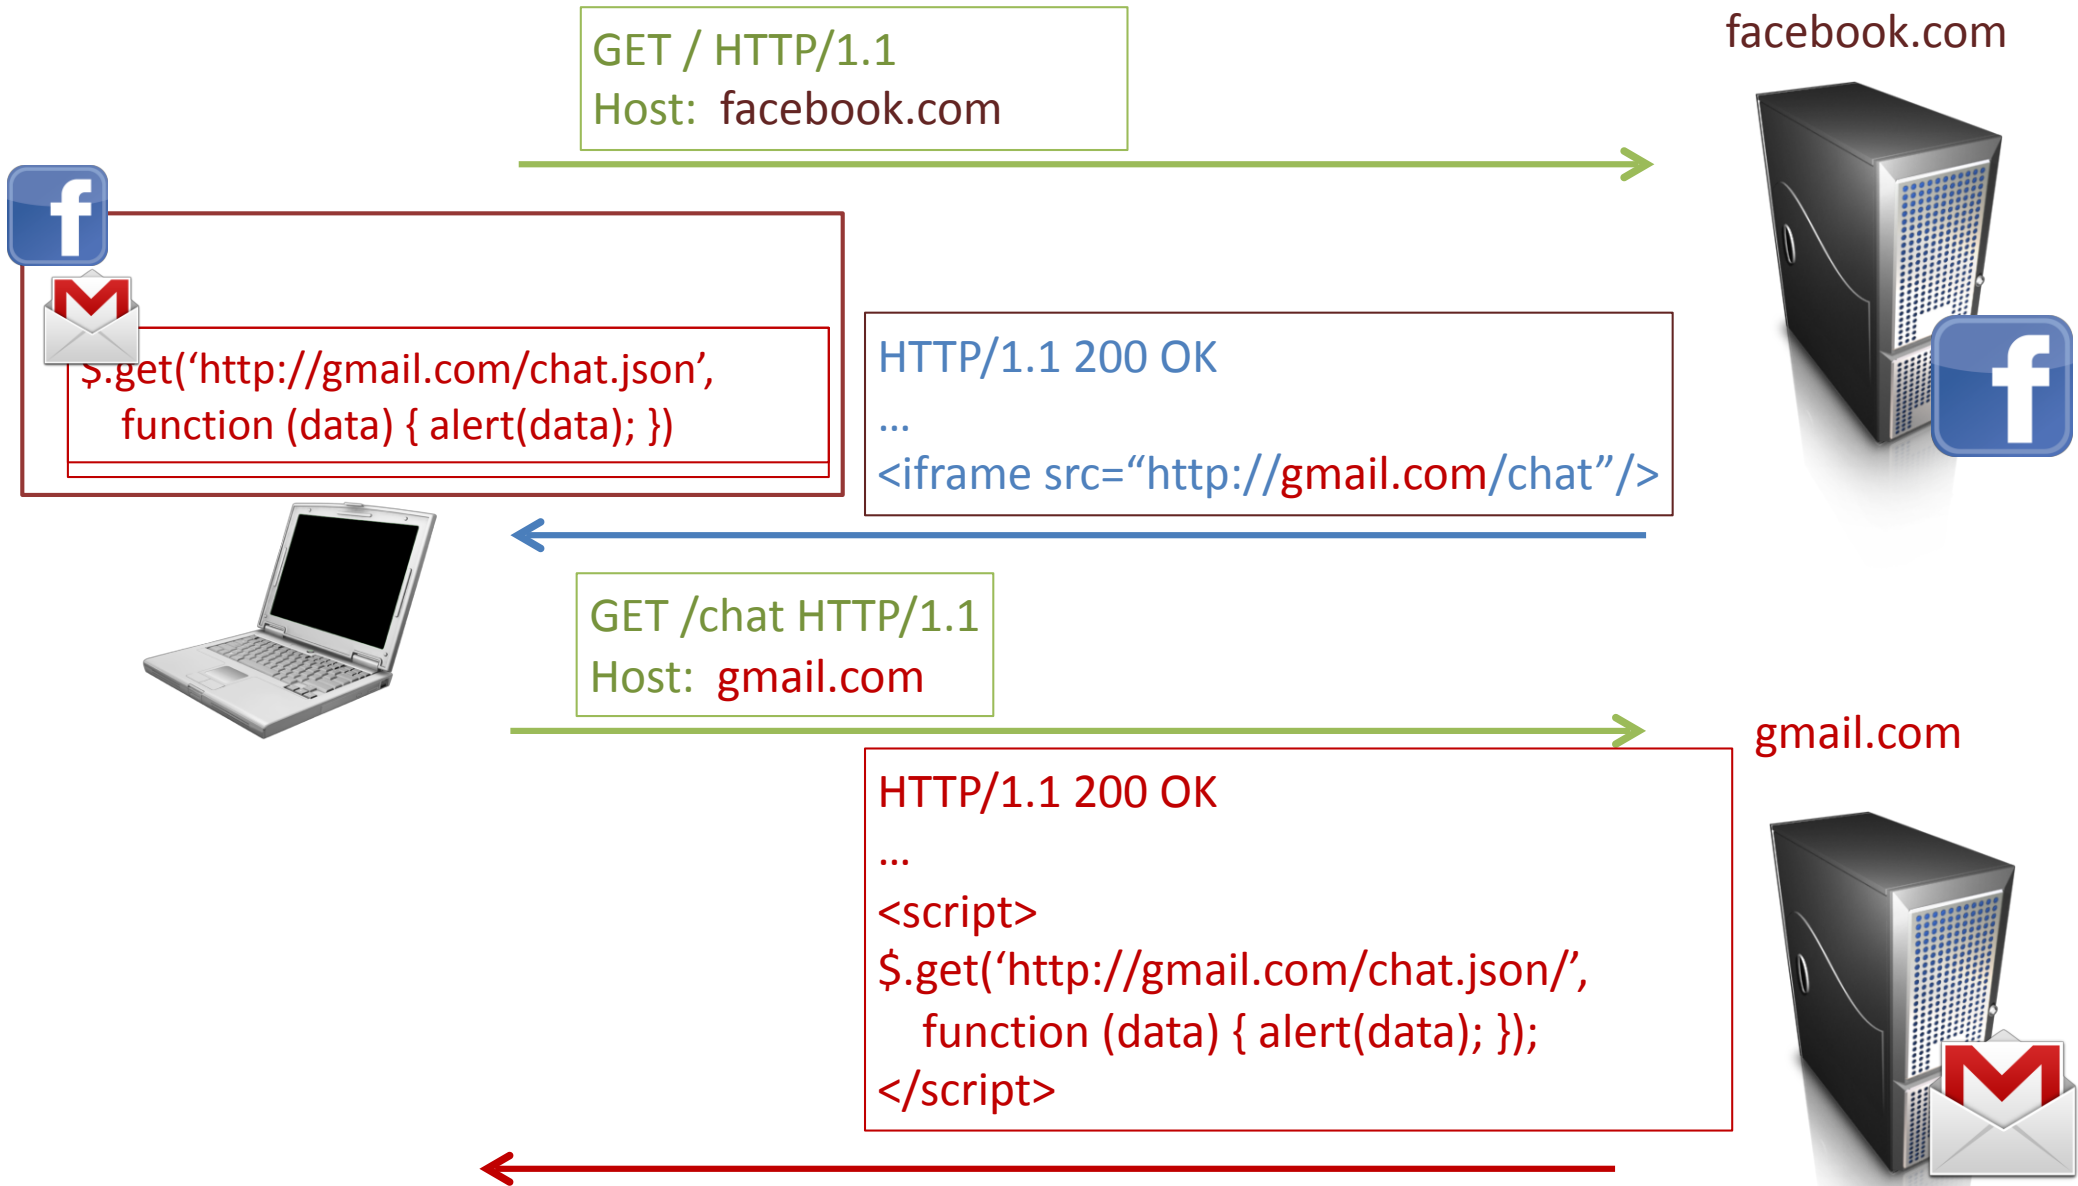 GET / HTTP/1.1
Host: facebook.com
facebook.com
$.get(‘http://gmail.com/chat.json’,
function (data) { alert(data); })
HTTP/1.1 200 OK
…
<iframe src=“http://gmail.com/chat”/>
GET /chat HTTP/1.1
Host: gmail.com
gmail.com
HTTP/1.1 200 OK
…
<script>
$.get(‘http://gmail.com/chat.json/’,
function (data) { alert(data); });
</script>